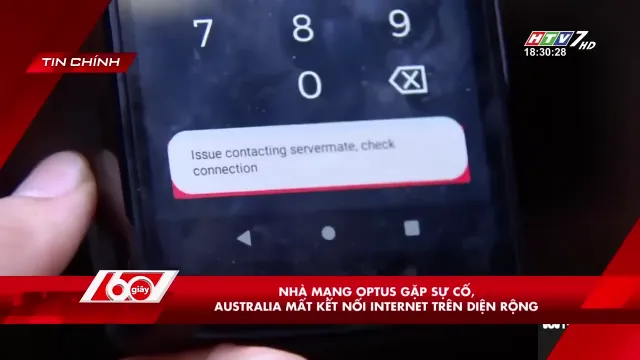 7 8 9
HTV7 HD
18:30:28
TIN CHÍNH
0
Issue contacting servermate, check
connection
60
giây
NHÀ MẠNG OPTUS GẶP SỰ CỐ,
AUSTRALIA MẤT KẾT NỐI INTERNET TRÊN DIỆN RỘNG